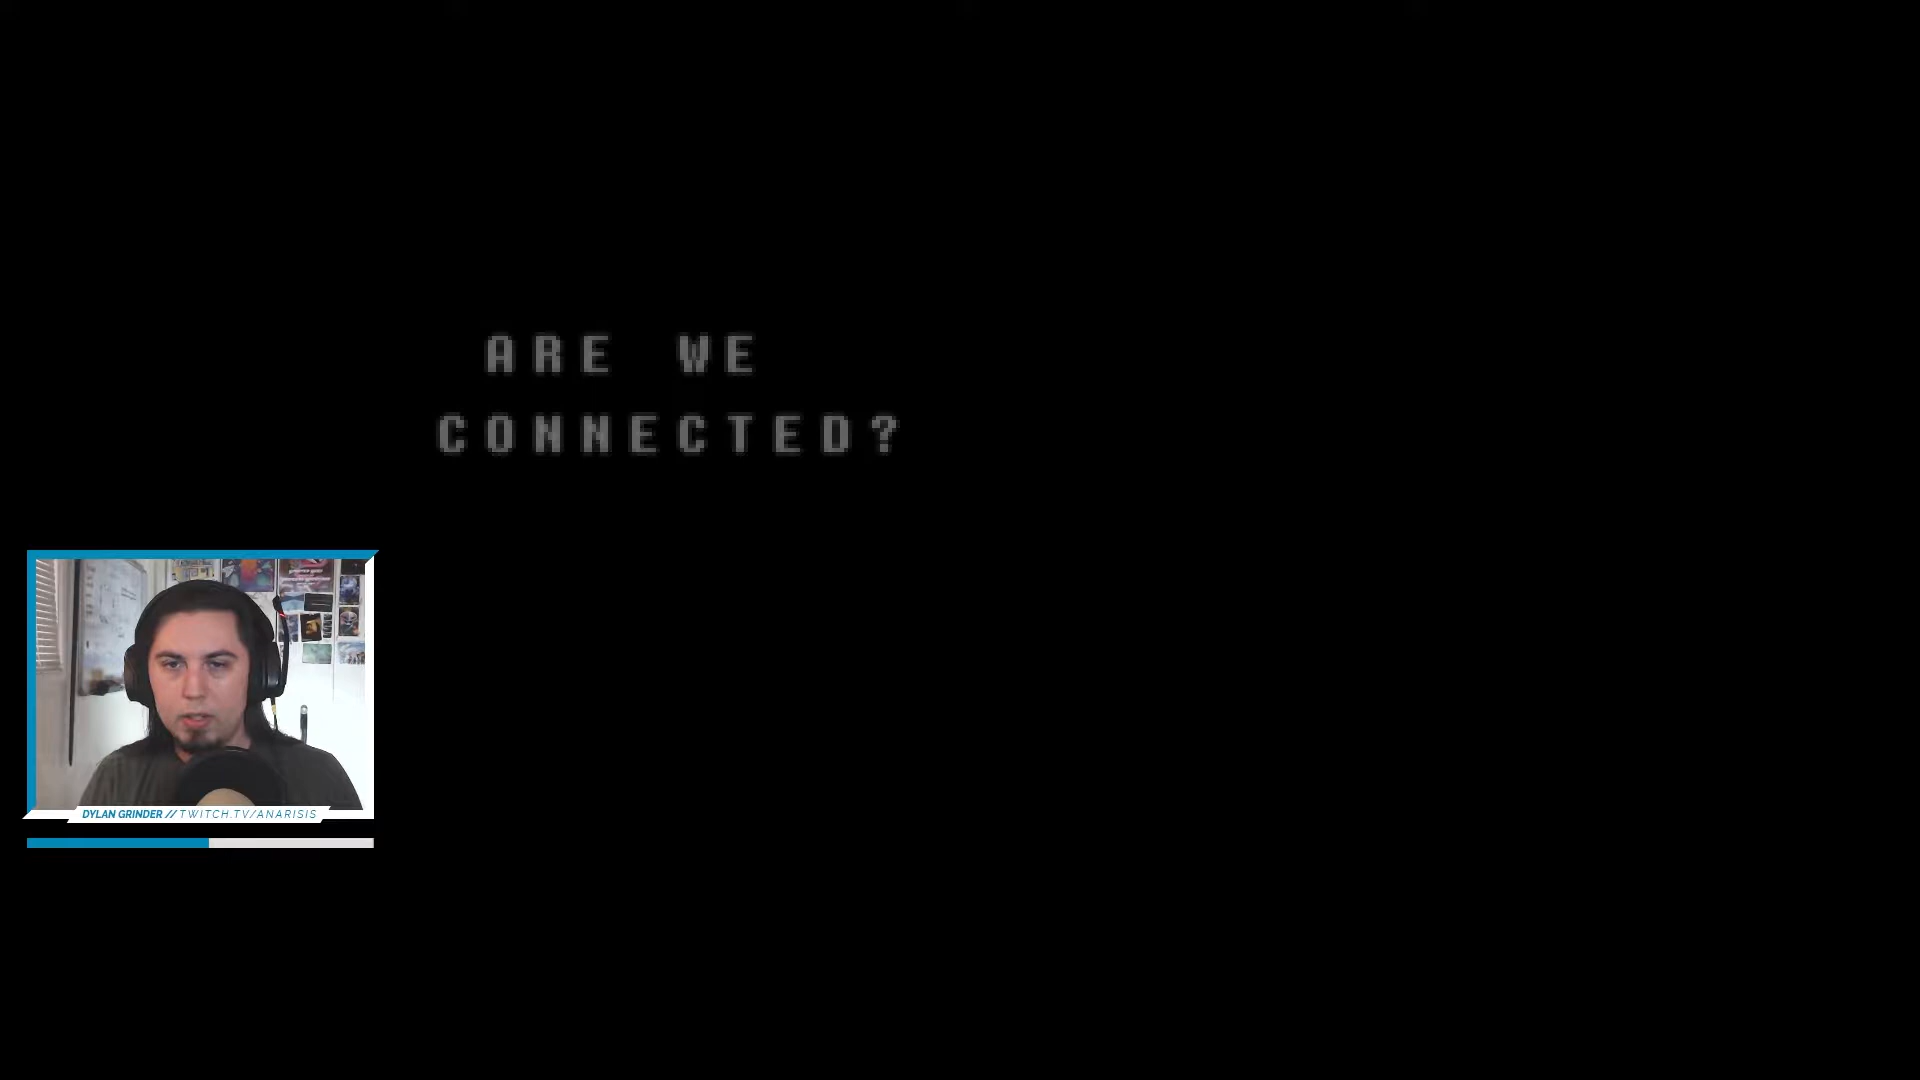 ARE WE
CONNECTED?
DYLAN GRINDER // TWITCH.TV/ANARISIS